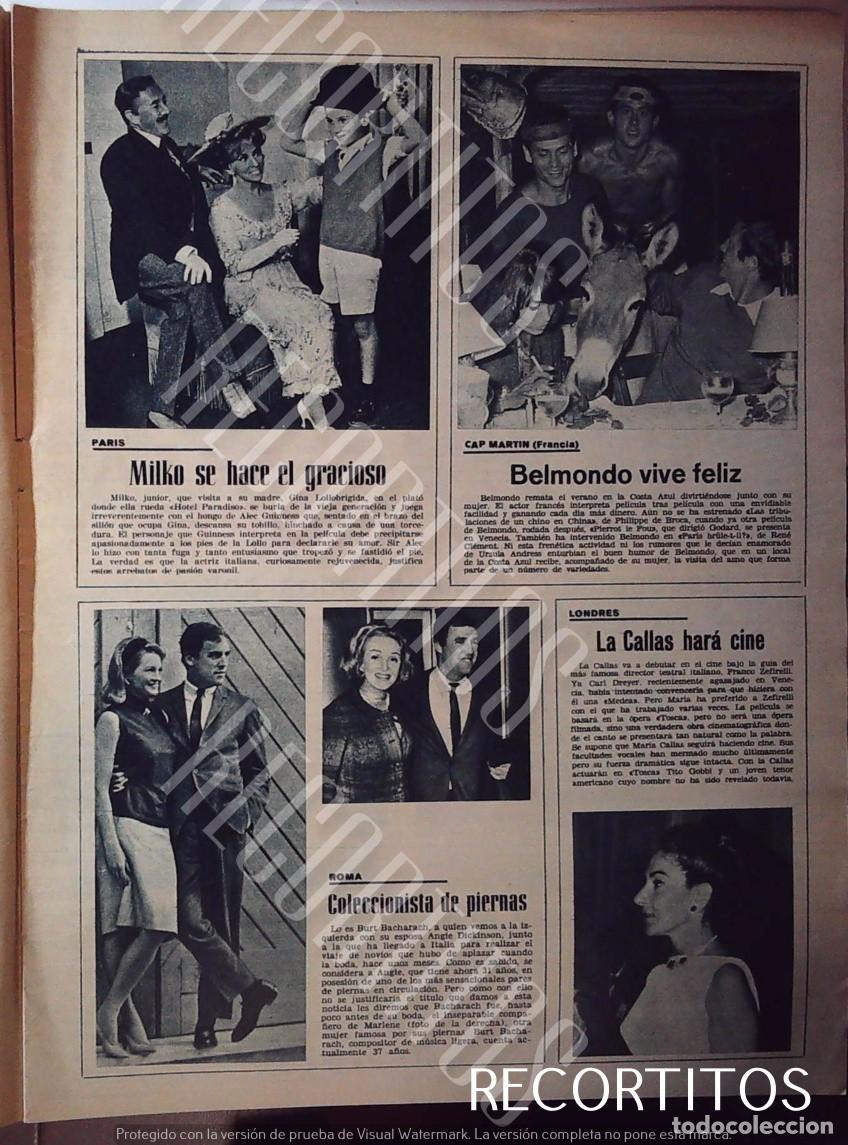 PARIS
Milko se hace el gracioso
Milko, junior, que visita a su madre, Gina Lollobrigida, en el plató
donde ella rueda «Hotel Paradiso», se burla de la vieja generación y juega
irreverentemente con el hongo de Alec Guinness que, sentado en el brazo del
sillón que ocupa Gina, descansa su tobillo, hinchado a causa de una torce-
dura. El personaje que Guinness interpreta en la película debe precipitarse
apasionadamente a los pies de la Lollo para declararle su amor. Sir Alec
lo hizo con tanta fuga y tanto entusiasmo que tropezó y se fastidió el pie.
La verdad es que la actriz italiana, curiosamente rejuvenecida, justifica
estos arrebatos de pasión varonil.
CAP MARTIN (Francia)
Belmondo vive feliz
Belmondo remata el verano en la Costa Azul divirtiéndose junto con su
mujer. El actor francés interpreta película tras película con una envidiable
facilidad y ganando cada día más dinero. Aún no se ha estrenado «Las tribu-
laciones de un chino en China», de Philippe de Broca, cuando ya otra película
de Belmondo, rodada después, «Pierrot le Fou», que dirigió Godard, se presenta
en Venecia. También ha intervenido Belmondo en «Paris brûle-t-il?», de René
Clément. Ni esta frenética actividad ni los rumores que le decían enamorado
de Ursula Andress enturbian el buen humor de Belmondo, que en un local
de la Costa Azul recibe, acompañado de su mujer, la visita del asno que forma
parte de un número de variedades.
LONDRES
La Callas hará cine
La Callas va a debutar en el cine bajo la guía del
más famoso director teatral italiano, Franco Zefirelli.
Ya Carl Dreyer, recientemente agasajado en Vene-
cia, había intentado convencerla para que hiciera con
él una «Medea». Pero María ha preferido a Zefirelli
con el que ha trabajado varias veces. La película se
basará en la ópera «Tosca», pero no será una ópera
filmada, sino una verdadera obra cinematográfica don-
de el canto se presentará tan natural como la palabra.
Se supone que María Callas seguirá haciendo cine. Sus
facultades vocales han mermado mucho últimamente
pero su fuerza dramática sigue intacta. Con la Callas
actuarán en «Tosca» Tito Gobbi y un joven tenor
americano cuyo nombre no ha sido revelado todavía.
ROMA
Coleccionista de piernas
Lo es Burt Bacharach, a quien vemos a la iz-
quierda con su esposa Angie Dickinson, junto
a la que ha llegado a Italia para realizar el
viaje de novios que hubo de aplazar cuando
la boda, hace unos meses. Como es sabido, se
considera a Angie, que tiene ahora 31 años, en
posesión de uno de los más sensacionales pares
de piernas en circulación. Pero como con ello
no se justificaría el título que damos a esta
noticia les diremos que Bacharach fue, hasta
poco antes de su boda, el inseparable compa-
ñero de Marlene (foto de la derecha), otra
mujer famosa por sus piernas. Burt Bacha-
rach, compositor de música ligera, cuenta ac-
tualmente 37 años.
RECORTITOS
RECORTITOS
RECORTITOS
RECORTITOS
RECORTITOS
todocoleccion
Protegido con la versión de prueba de Visual Watermark. La versión completa no pone esta marca.